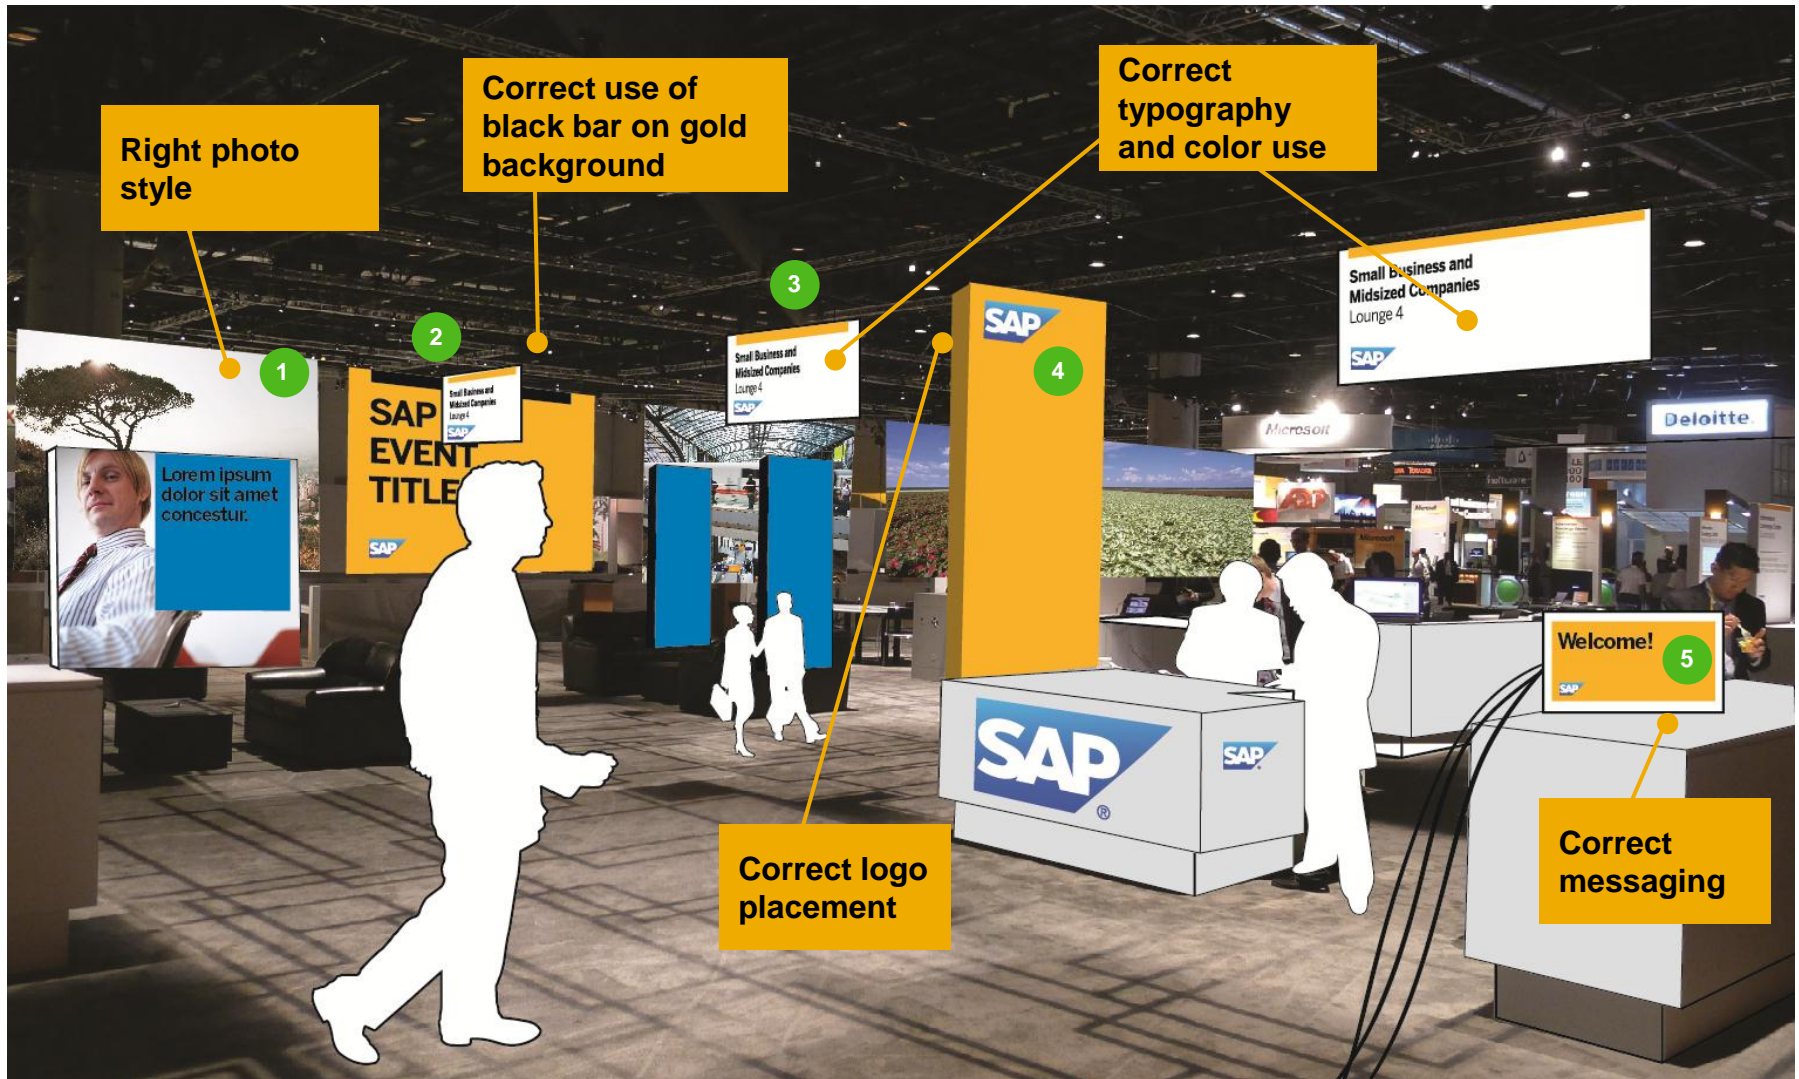 Right photo
style
Correct use of
black bar on gold
background
Correct
typography
and color use
1
2
3
4
5
Lorem ipsum
dolor sit amet
concestur.
SAP
EVENT
TITLE
SAP
Small Business and
Midsized Companies
Lounge 4
SAP
Small Business and
Midsized Companies
Lounge 4
SAP
SAP
Small Business and
Midsized Companies
Lounge 4
SAP
Microsoft
Deloitte.
Microsoft
Microsoft
Welcome!
SAP
SAP
®
SAP
Correct logo
placement
Correct
messaging